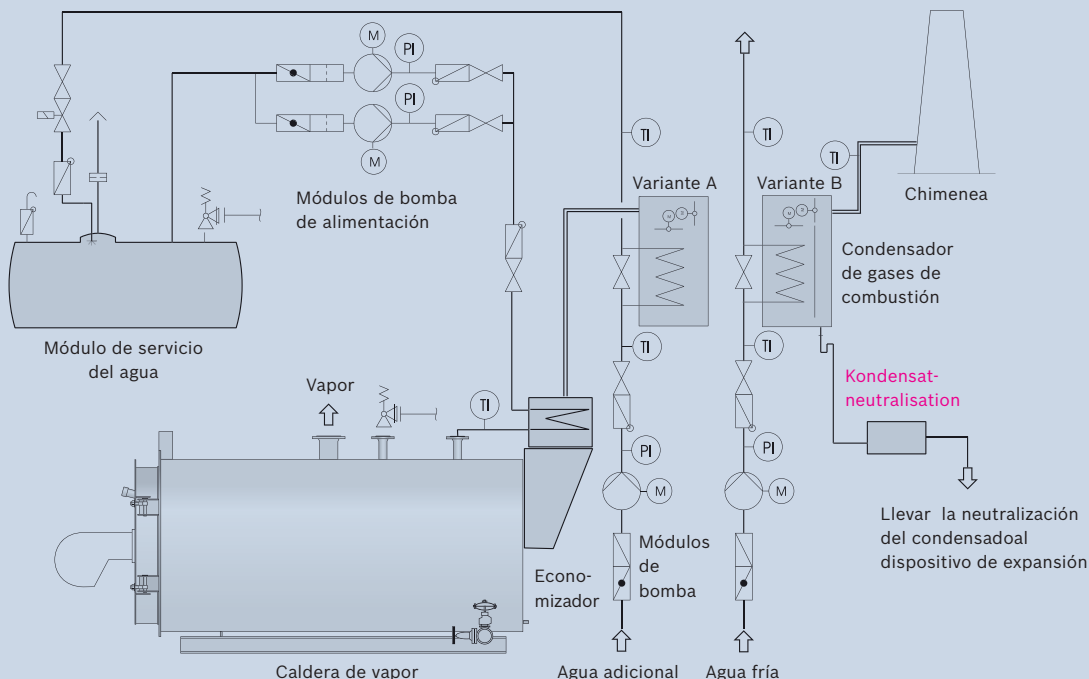 M
PI
PI
M
Módulos de bomba
de alimentación
TI
TI
TI
Variante A
Variante B
Chimenea
M
M
Condensador
de gases de
combustión
Módulo de servicio
del agua
TI
TI
Vapor
Kondensat-
neutralisation
TI
PI
PI
M
M
Llevar la neutralización
del condensadoal
dispositivo de expansión
Módulos
de
bomba
Econo-
mizador
Caldera de vapor
Agua adicional
Agua fría